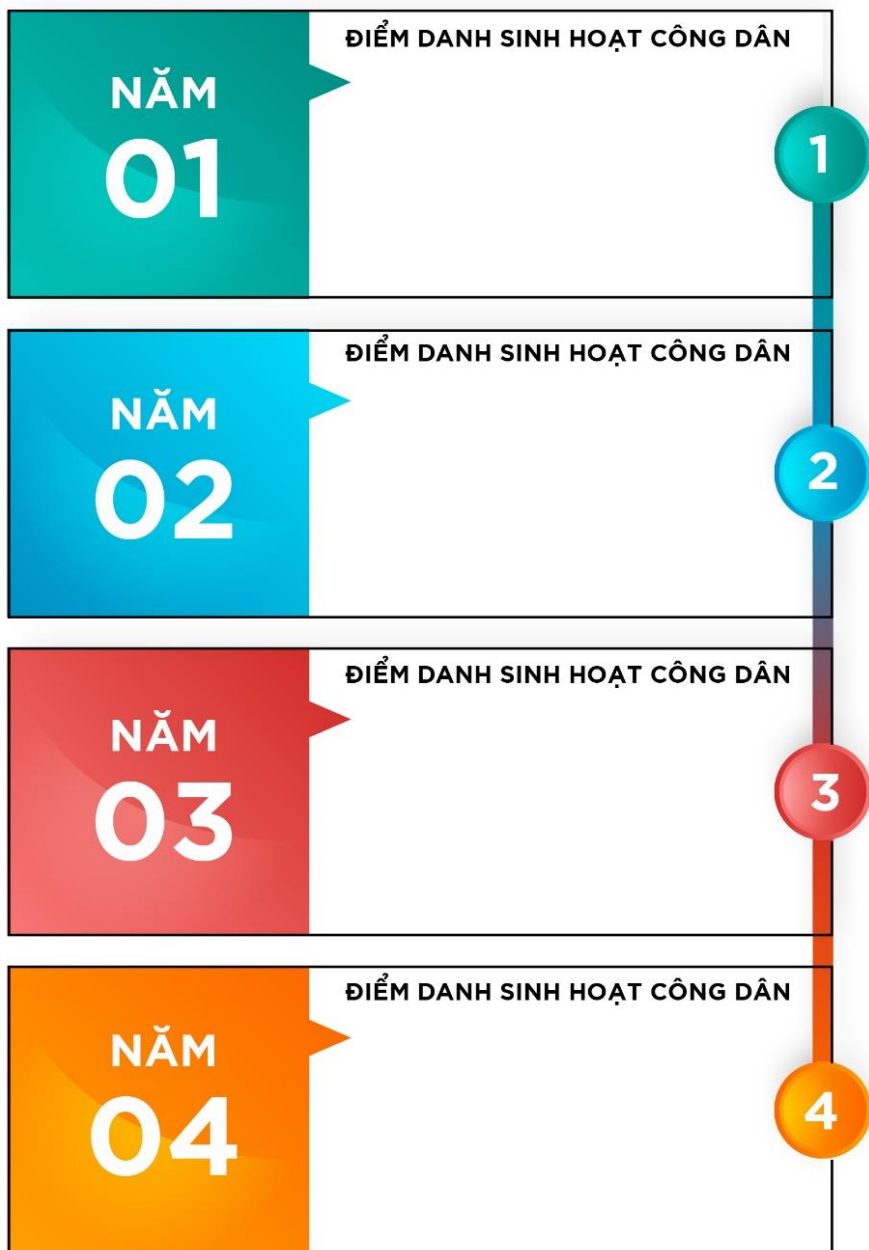 ĐIỂM DANH SINH HOẠT CÔNG DÂN
NĂM
01
1
ĐIỂM DANH SINH HOẠT CÔNG DÂN
NĂM
02
2
ĐIỂM DANH SINH HOẠT CÔNG DÂN
NĂM
03
3
ĐIỂM DANH SINH HOẠT CÔNG DÂN
NĂM
04
4